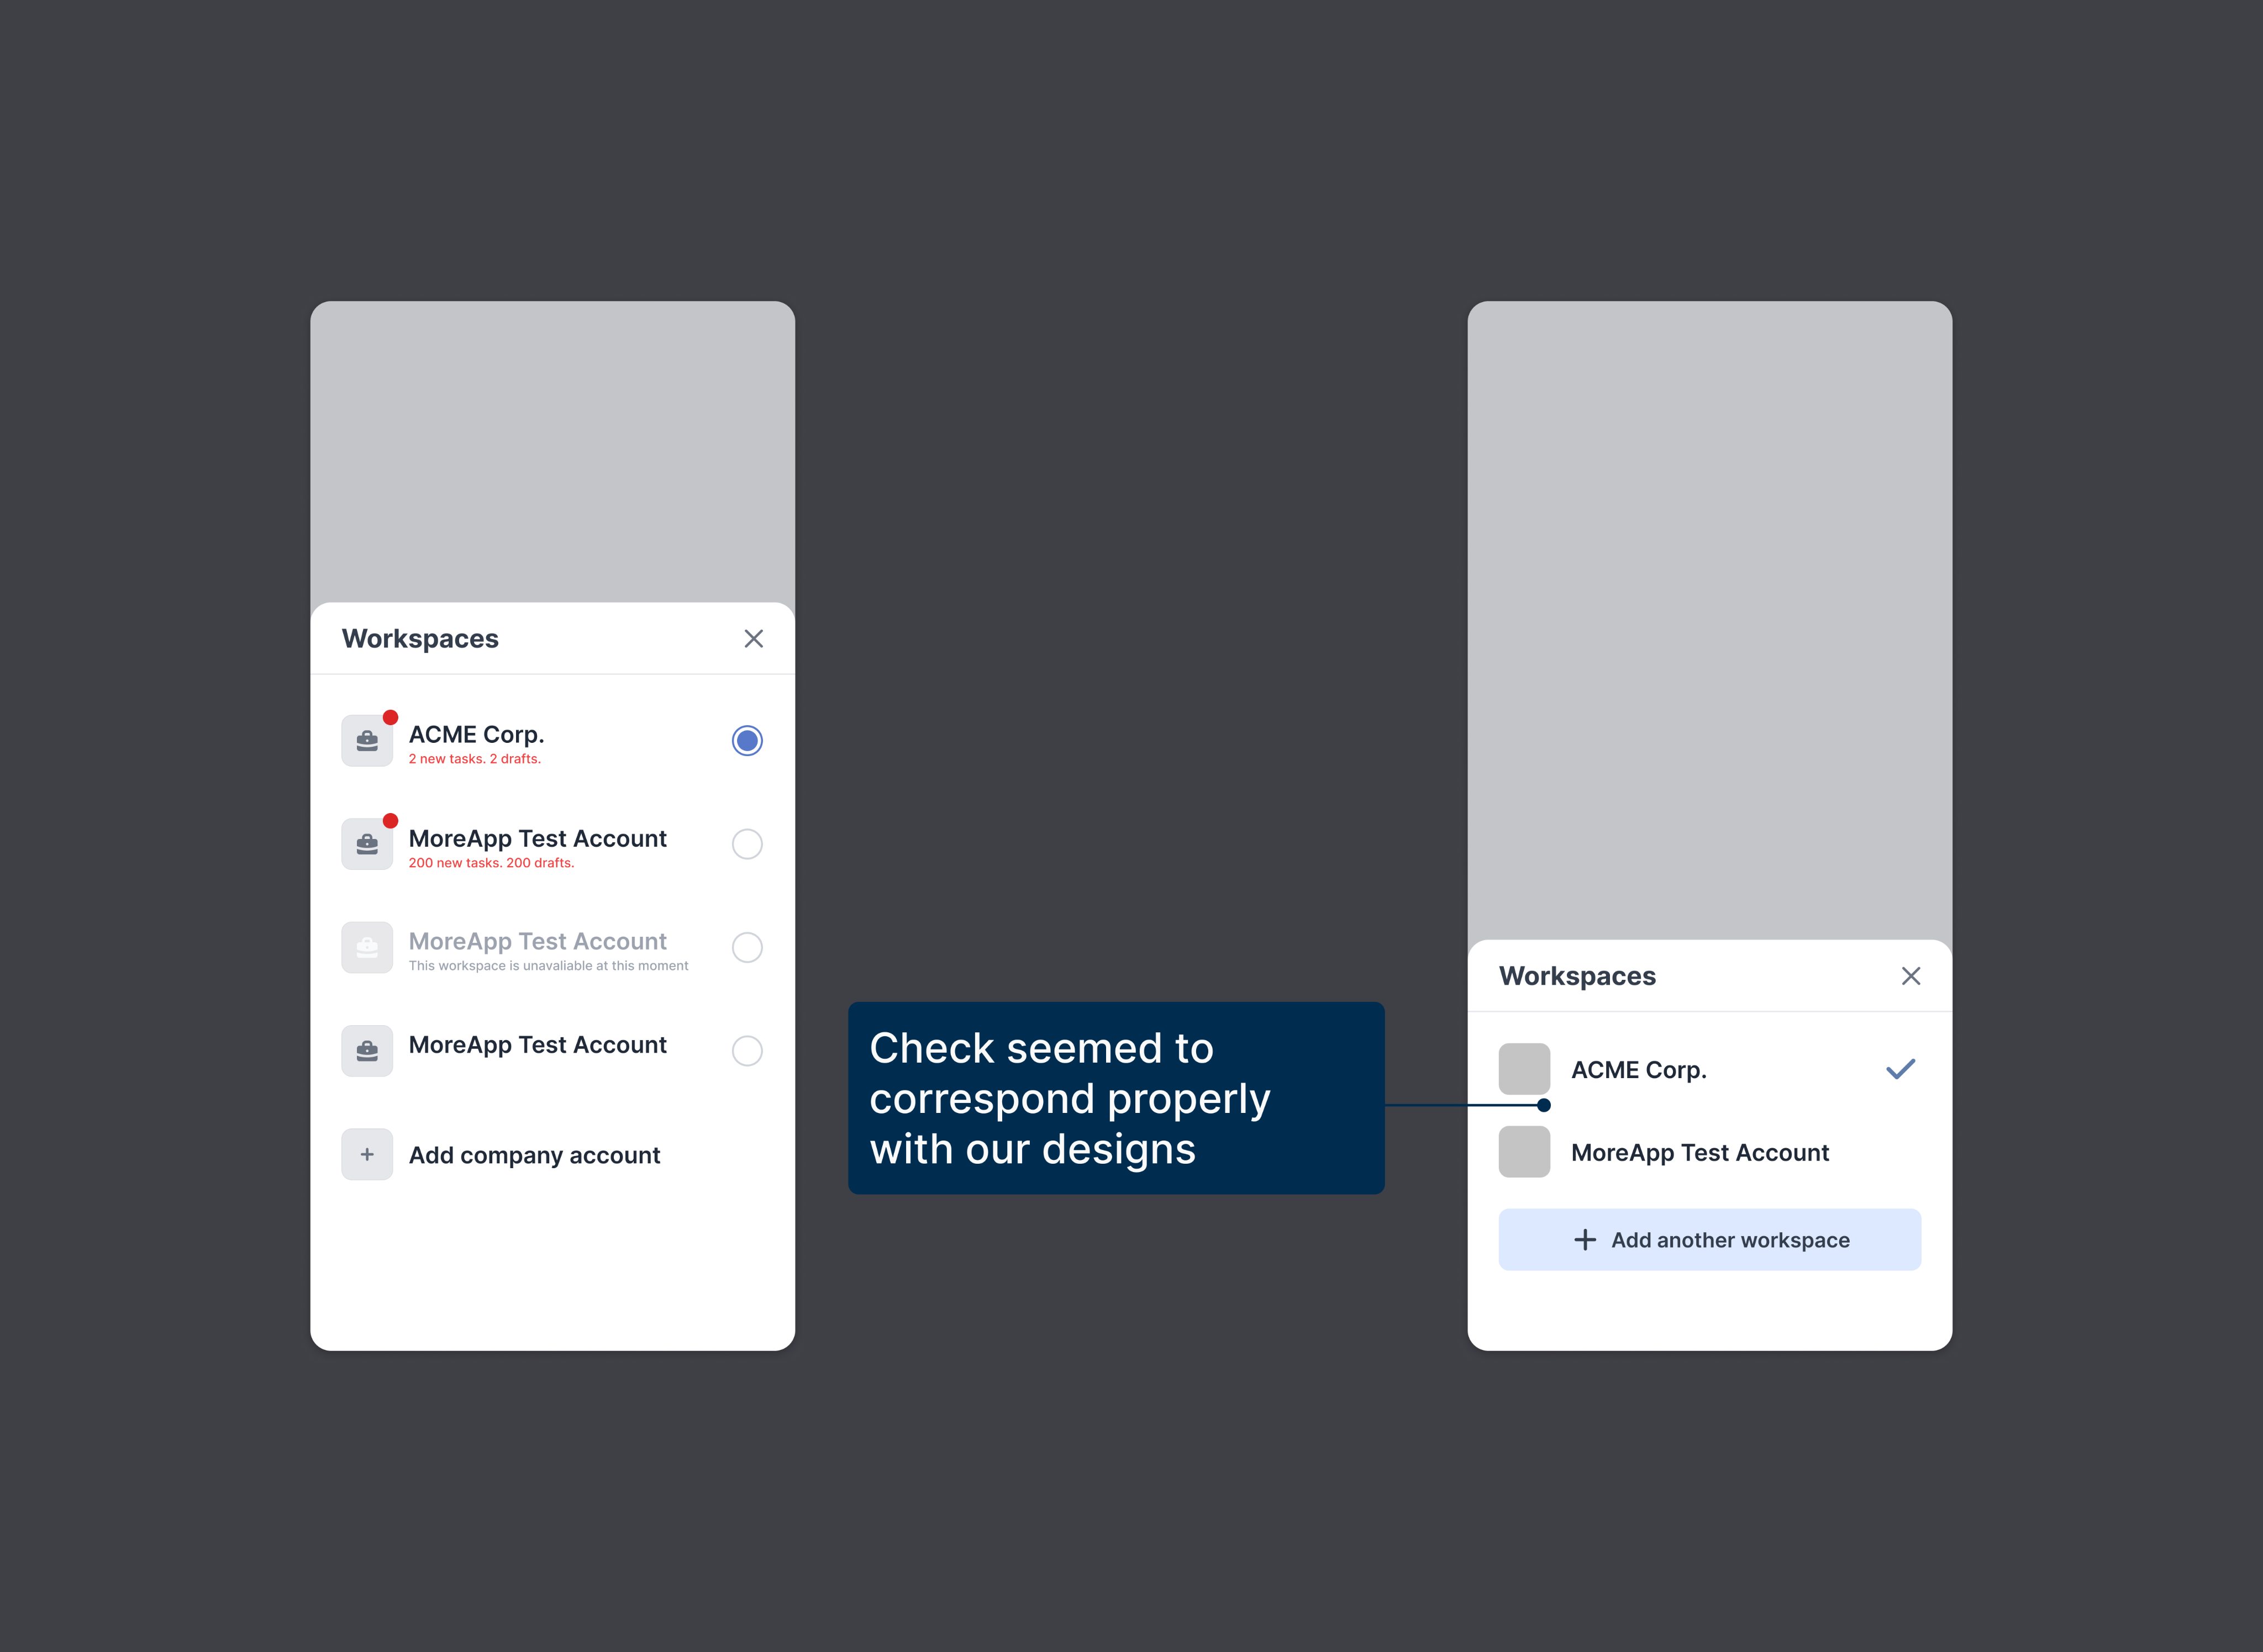 Workspaces
ACME Corp.
2 new tasks. 2 drafts.
MoreApp Test Account
200 new tasks. 200 drafts.
MoreApp Test Account
This workspace is unavaliable at this moment
MoreApp Test Account
Add company account
Check seemed to
correspond properly
with our designs
Workspaces
ACME Corp.
MoreApp Test Account
Add another workspace